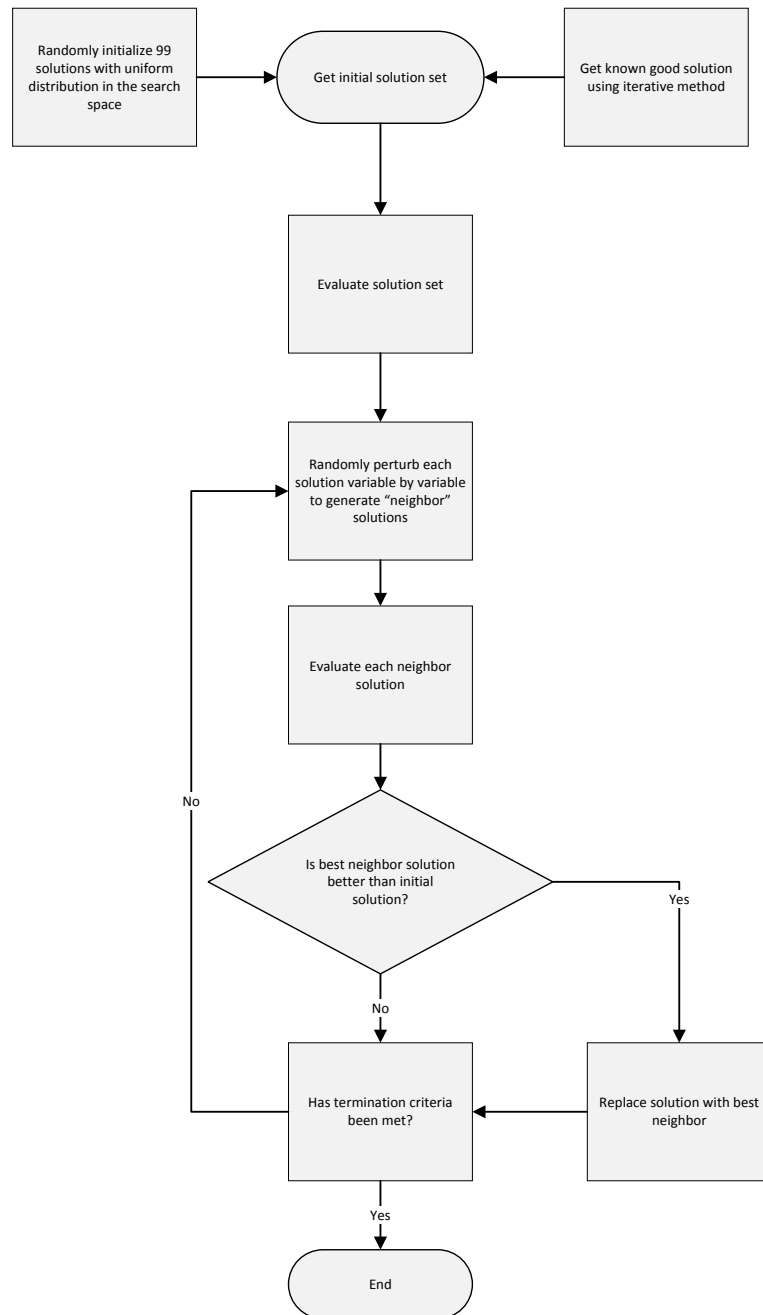 Randomly initialize 99
solutions with uniform
distribution in the search
space
Get initial solution set
Get known good solution
using iterative method
Evaluate solution set
Randomly perturb each
solution variable by variable
to generate “neighbor”
solutions
Evaluate each neighbor
solution
No
Is best neighbor solution
better than initial
solution?
Yes
No
Has termination criteria
been met?
Replace solution with best
neighbor
Yes
End